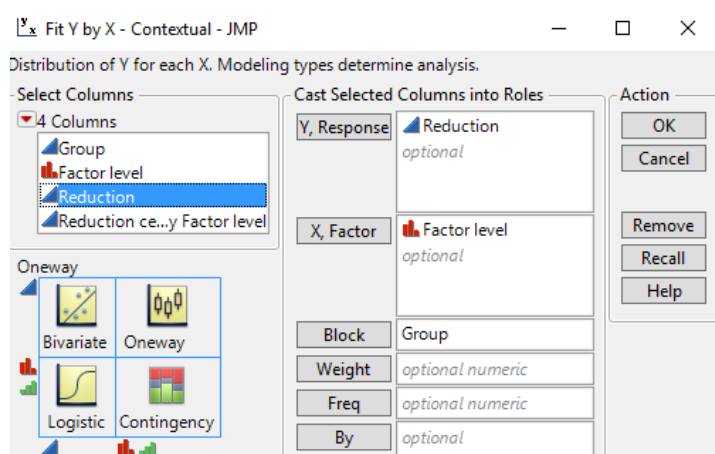 Fit Y by X - Contextual - JMP
Distribution of Y for each X. Modeling types determine analysis.
Select Columns
4 Columns
Group
Factor level
Reduction
Reduction ce...y Factor level
Oneway
Bivariate Oneway
Logistic Contingency
Cast Selected Columns into Roles
Y, Response Reduction
optional
X, Factor Factor level
optional
Block Group
Weight optional numeric
Freq optional numeric
By optional
Action
OK
Cancel
Remove
Recall
Help